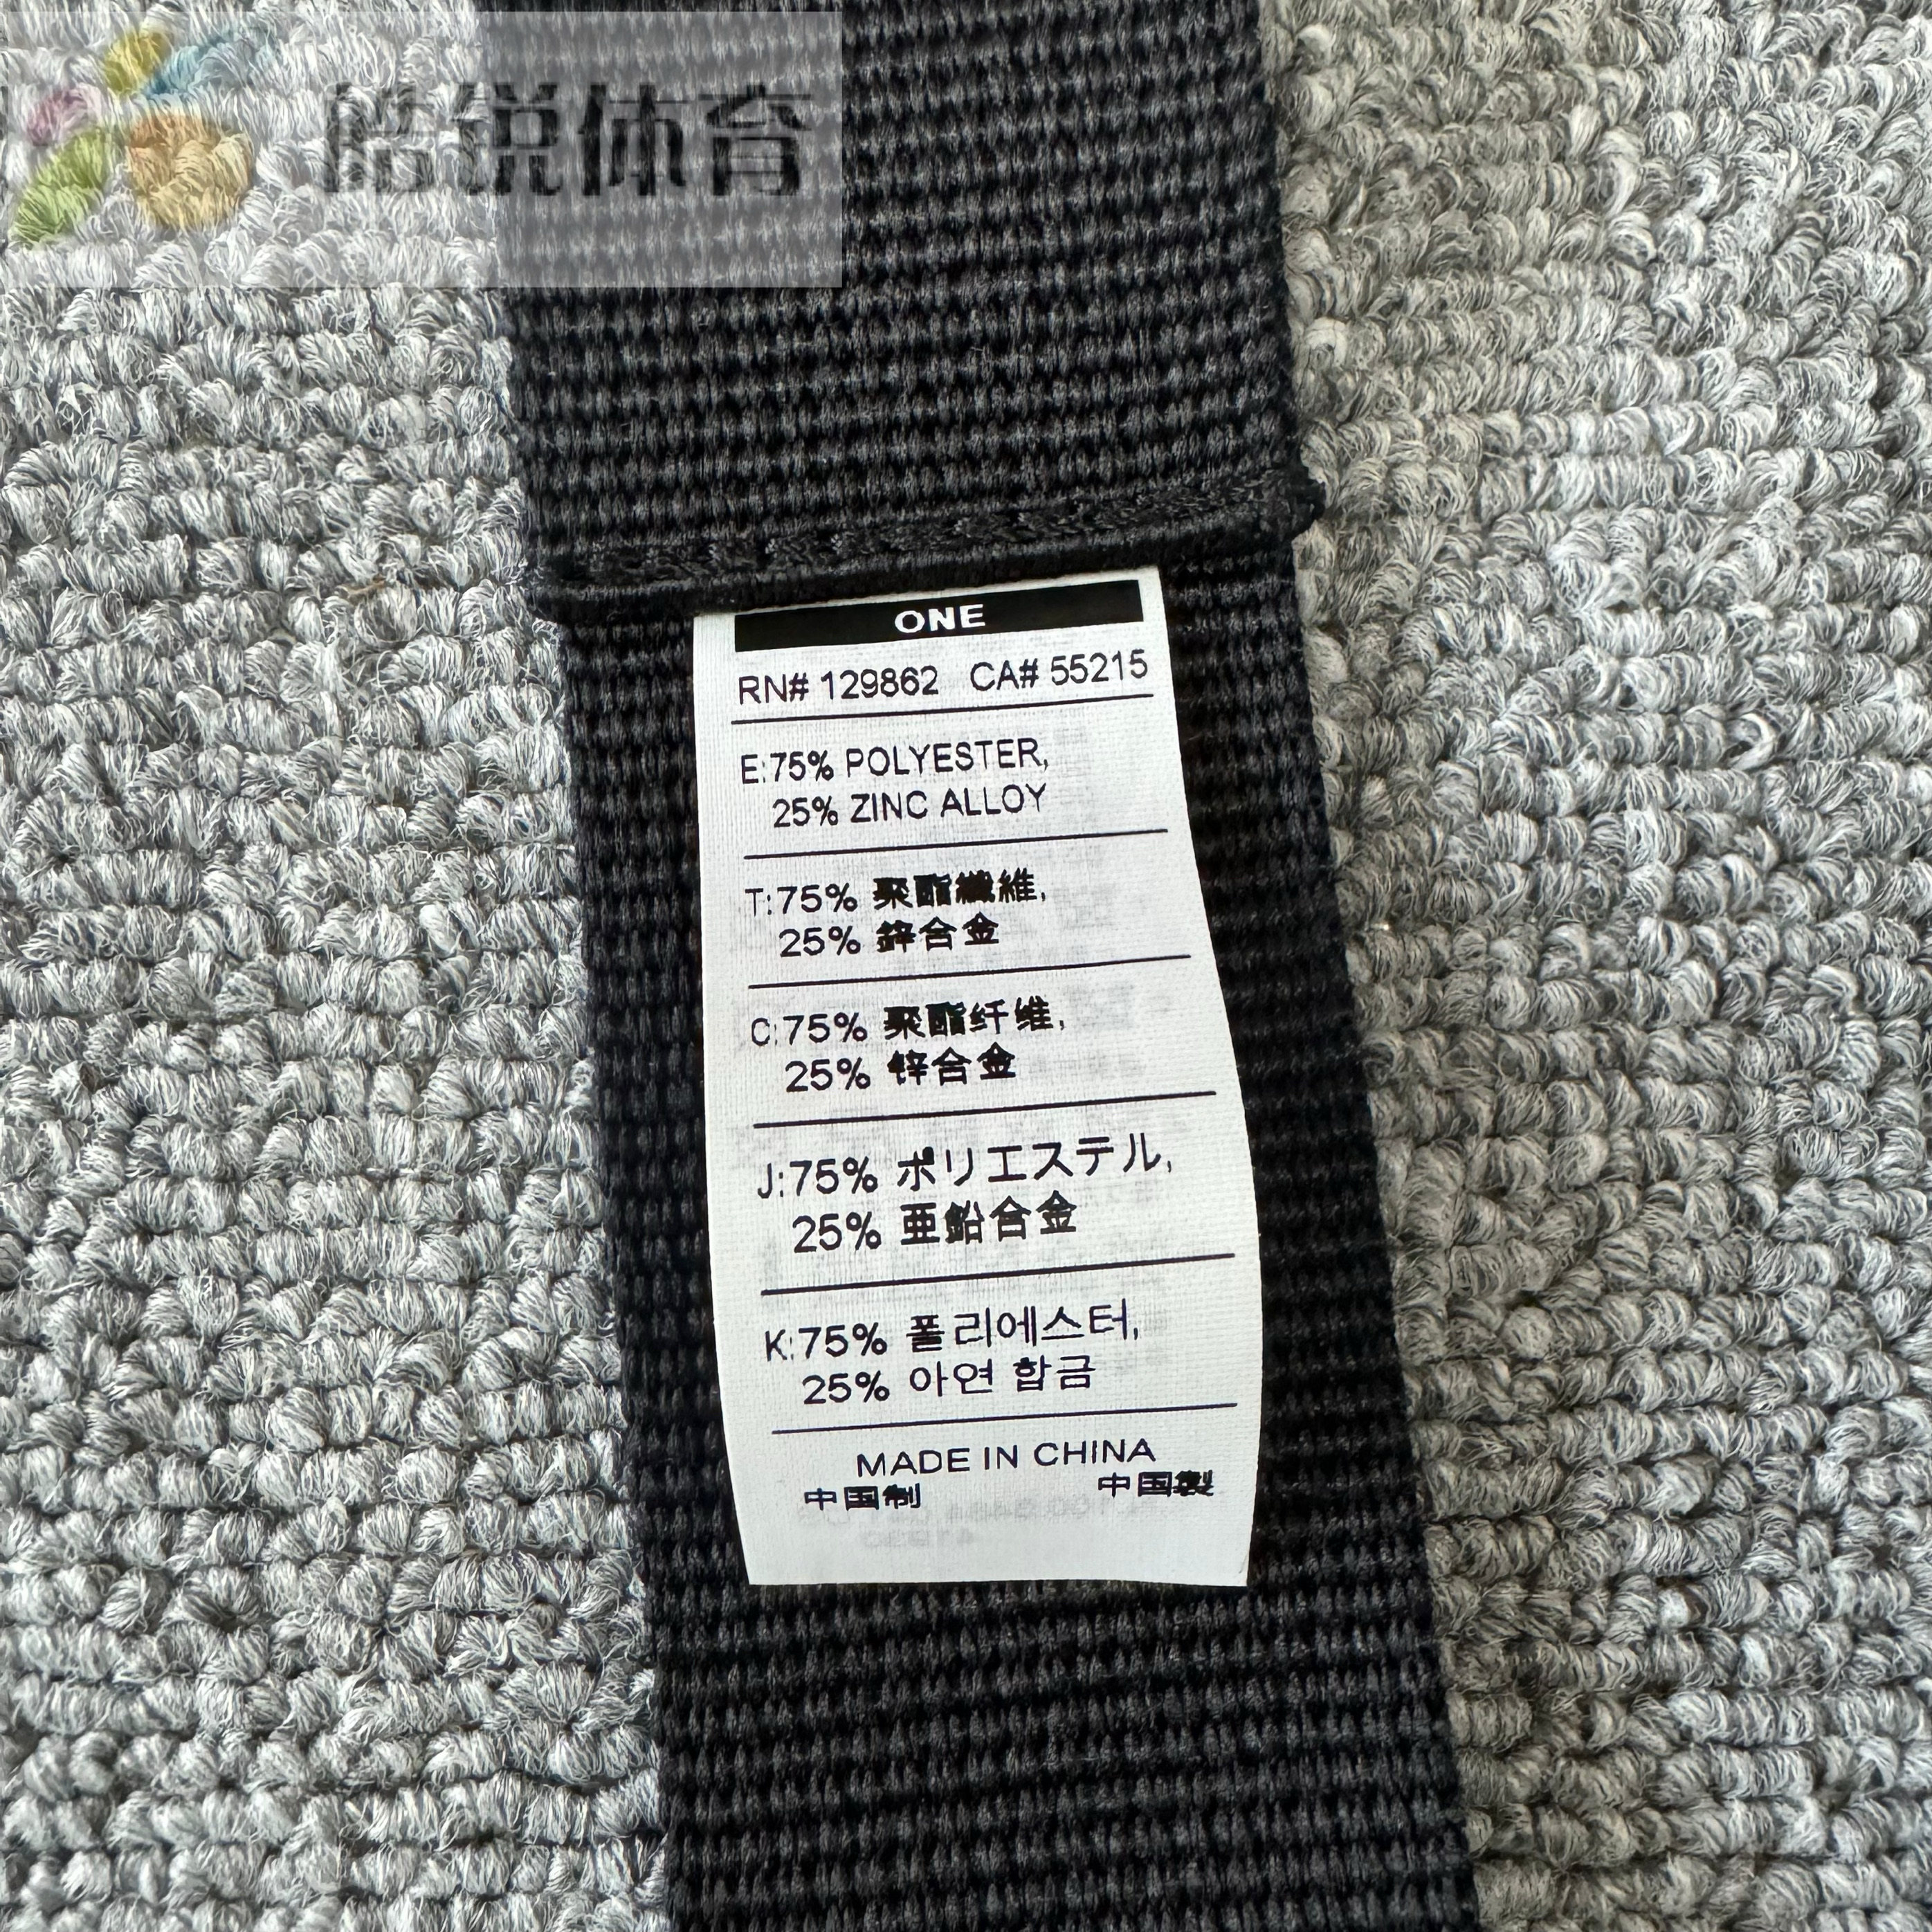 皓悦体育
ONE
RN# 129862 CA# 55215
E:75% POLYESTER,
25% ZINC ALLOY
T:75% 聚酯纖維,
25% 鋅合金
C:75% 聚酯纤维,
25% 锌合金
J:75% ポリエステル,
25% 亜鉛合金
K:75% 폴리에스터,
25% 아연 합금
MADE IN CHINA
中国制 中国製